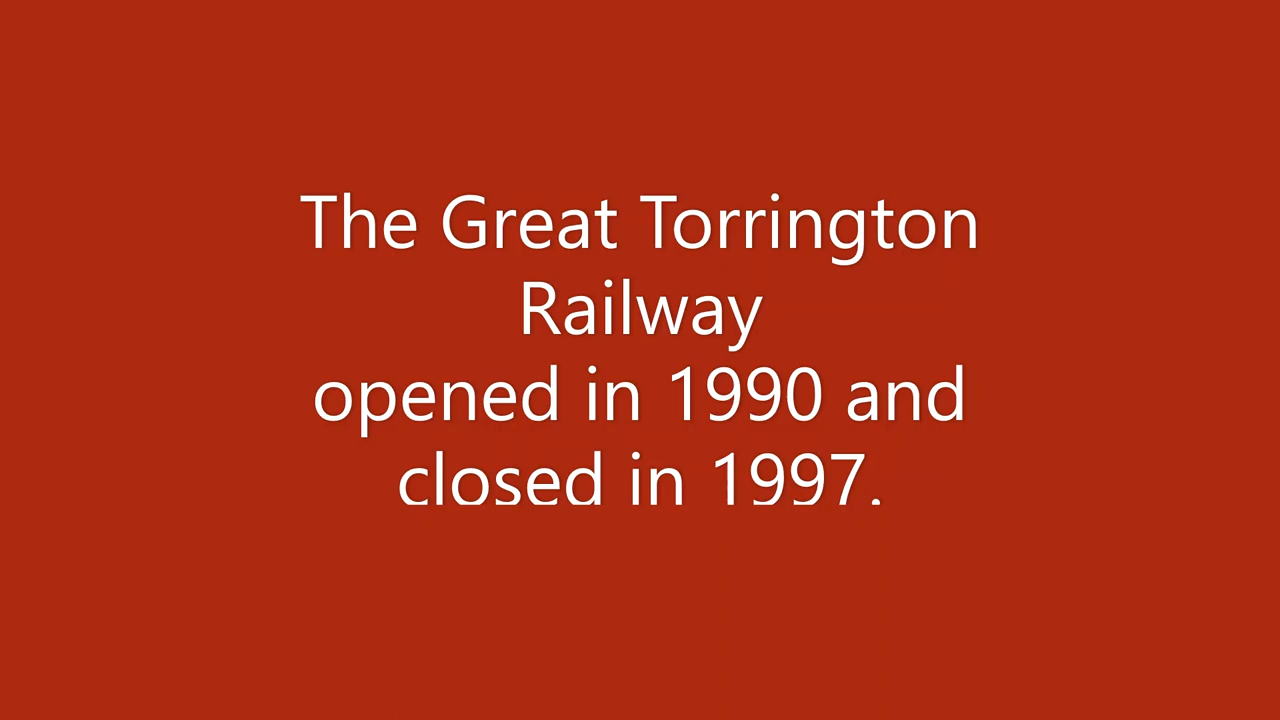 The Great Torrington
Railway
opened in 1990 and
closed in 1997.